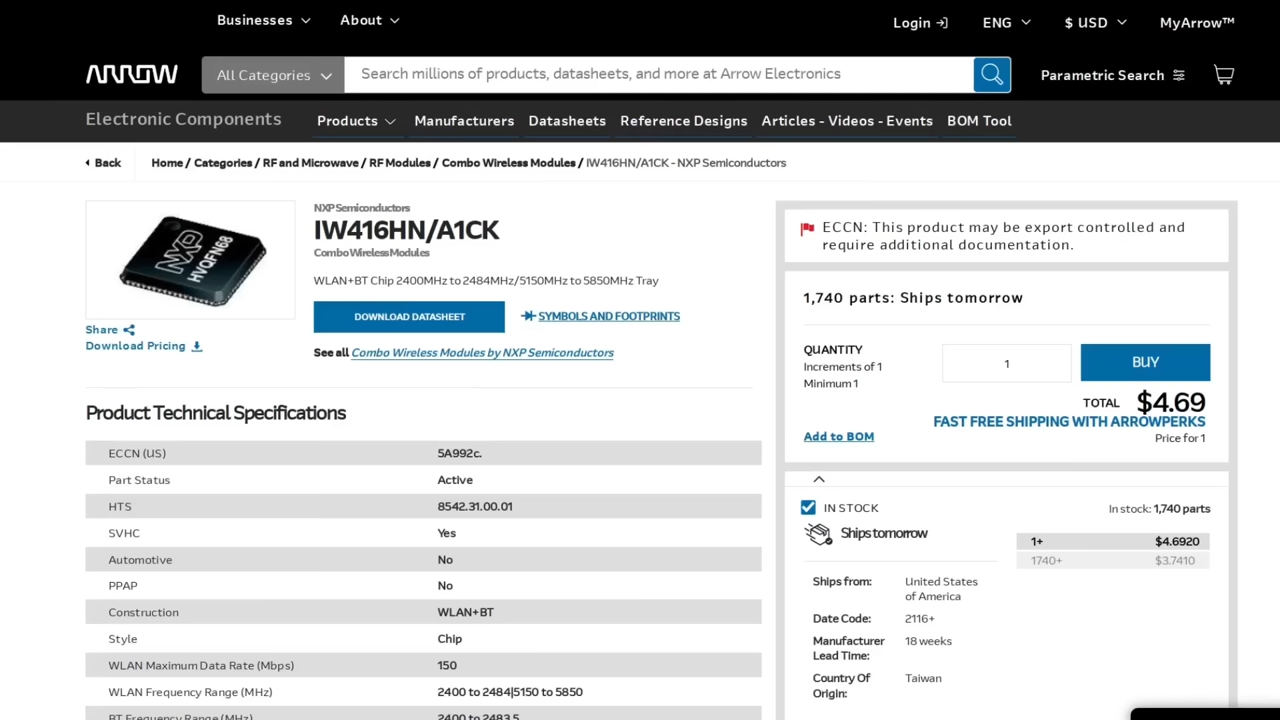 Businesses
About
Login
ENG
$ USD
MyArrow™
ARROW
All Categories
Search millions of products, datasheets, and more at Arrow Electronics
Parametric Search
Electronic Components
Products
Manufacturers
Datasheets
Reference Designs
Articles - Videos - Events
BOM Tool
Back
Home / Categories / RF and Microwave / RF Modules / Combo Wireless Modules / IW416HN/A1CK - NXP Semiconductors
NXP
HVQFN68
Share
Download Pricing
NXP Semiconductors
IW416HN/A1CK
Combo Wireless Modules
WLAN+BT Chip 2400MHz to 2484MHz/5150MHz to 5850MHz Tray
DOWNLOAD DATASHEET
SYMBOLS AND FOOTPRINTS
See all Combo Wireless Modules by NXP Semiconductors
Product Technical Specifications
ECCN (US) 5A992c.
Part Status Active
HTS 8542.31.00.01
SVHC Yes
Automotive No
PPAP No
Construction WLAN+BT
Style Chip
WLAN Maximum Data Rate (Mbps) 150
WLAN Frequency Range (MHz) 2400 to 2484|5150 to 5850
BT Frequency Range (MHz) 2400 to 2483.5
ECCN: This product may be export controlled and
require additional documentation.
1,740 parts: Ships tomorrow
QUANTITY
Increments of 1
Minimum 1
1
BUY
TOTAL $4.69
FAST FREE SHIPPING WITH ARROWPERKS
Add to BOM
Price for 1
IN STOCK
In stock: 1,740 parts
Ships tomorrow
1+ $4.6920
1740+ $3.7410
Ships from: United States
of America
Date Code: 2116+
Manufacturer 18 weeks
Lead Time:
Country Of Taiwan
Origin: